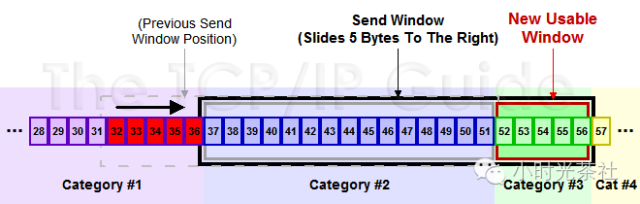 (Previous Send
Window Position)
Send Window
(Slides 5 Bytes To The Right)
New Usable
Window
The TCP/IP Guide
... 28 29 30 31 32 33 34 35 36 37 38 39 40 41 42 43 44 45 46 47 48 49 50 51 52 53 54 55 56 57 ...
Category #1
Category #2
Category #3
Cat #4
小时光茶社